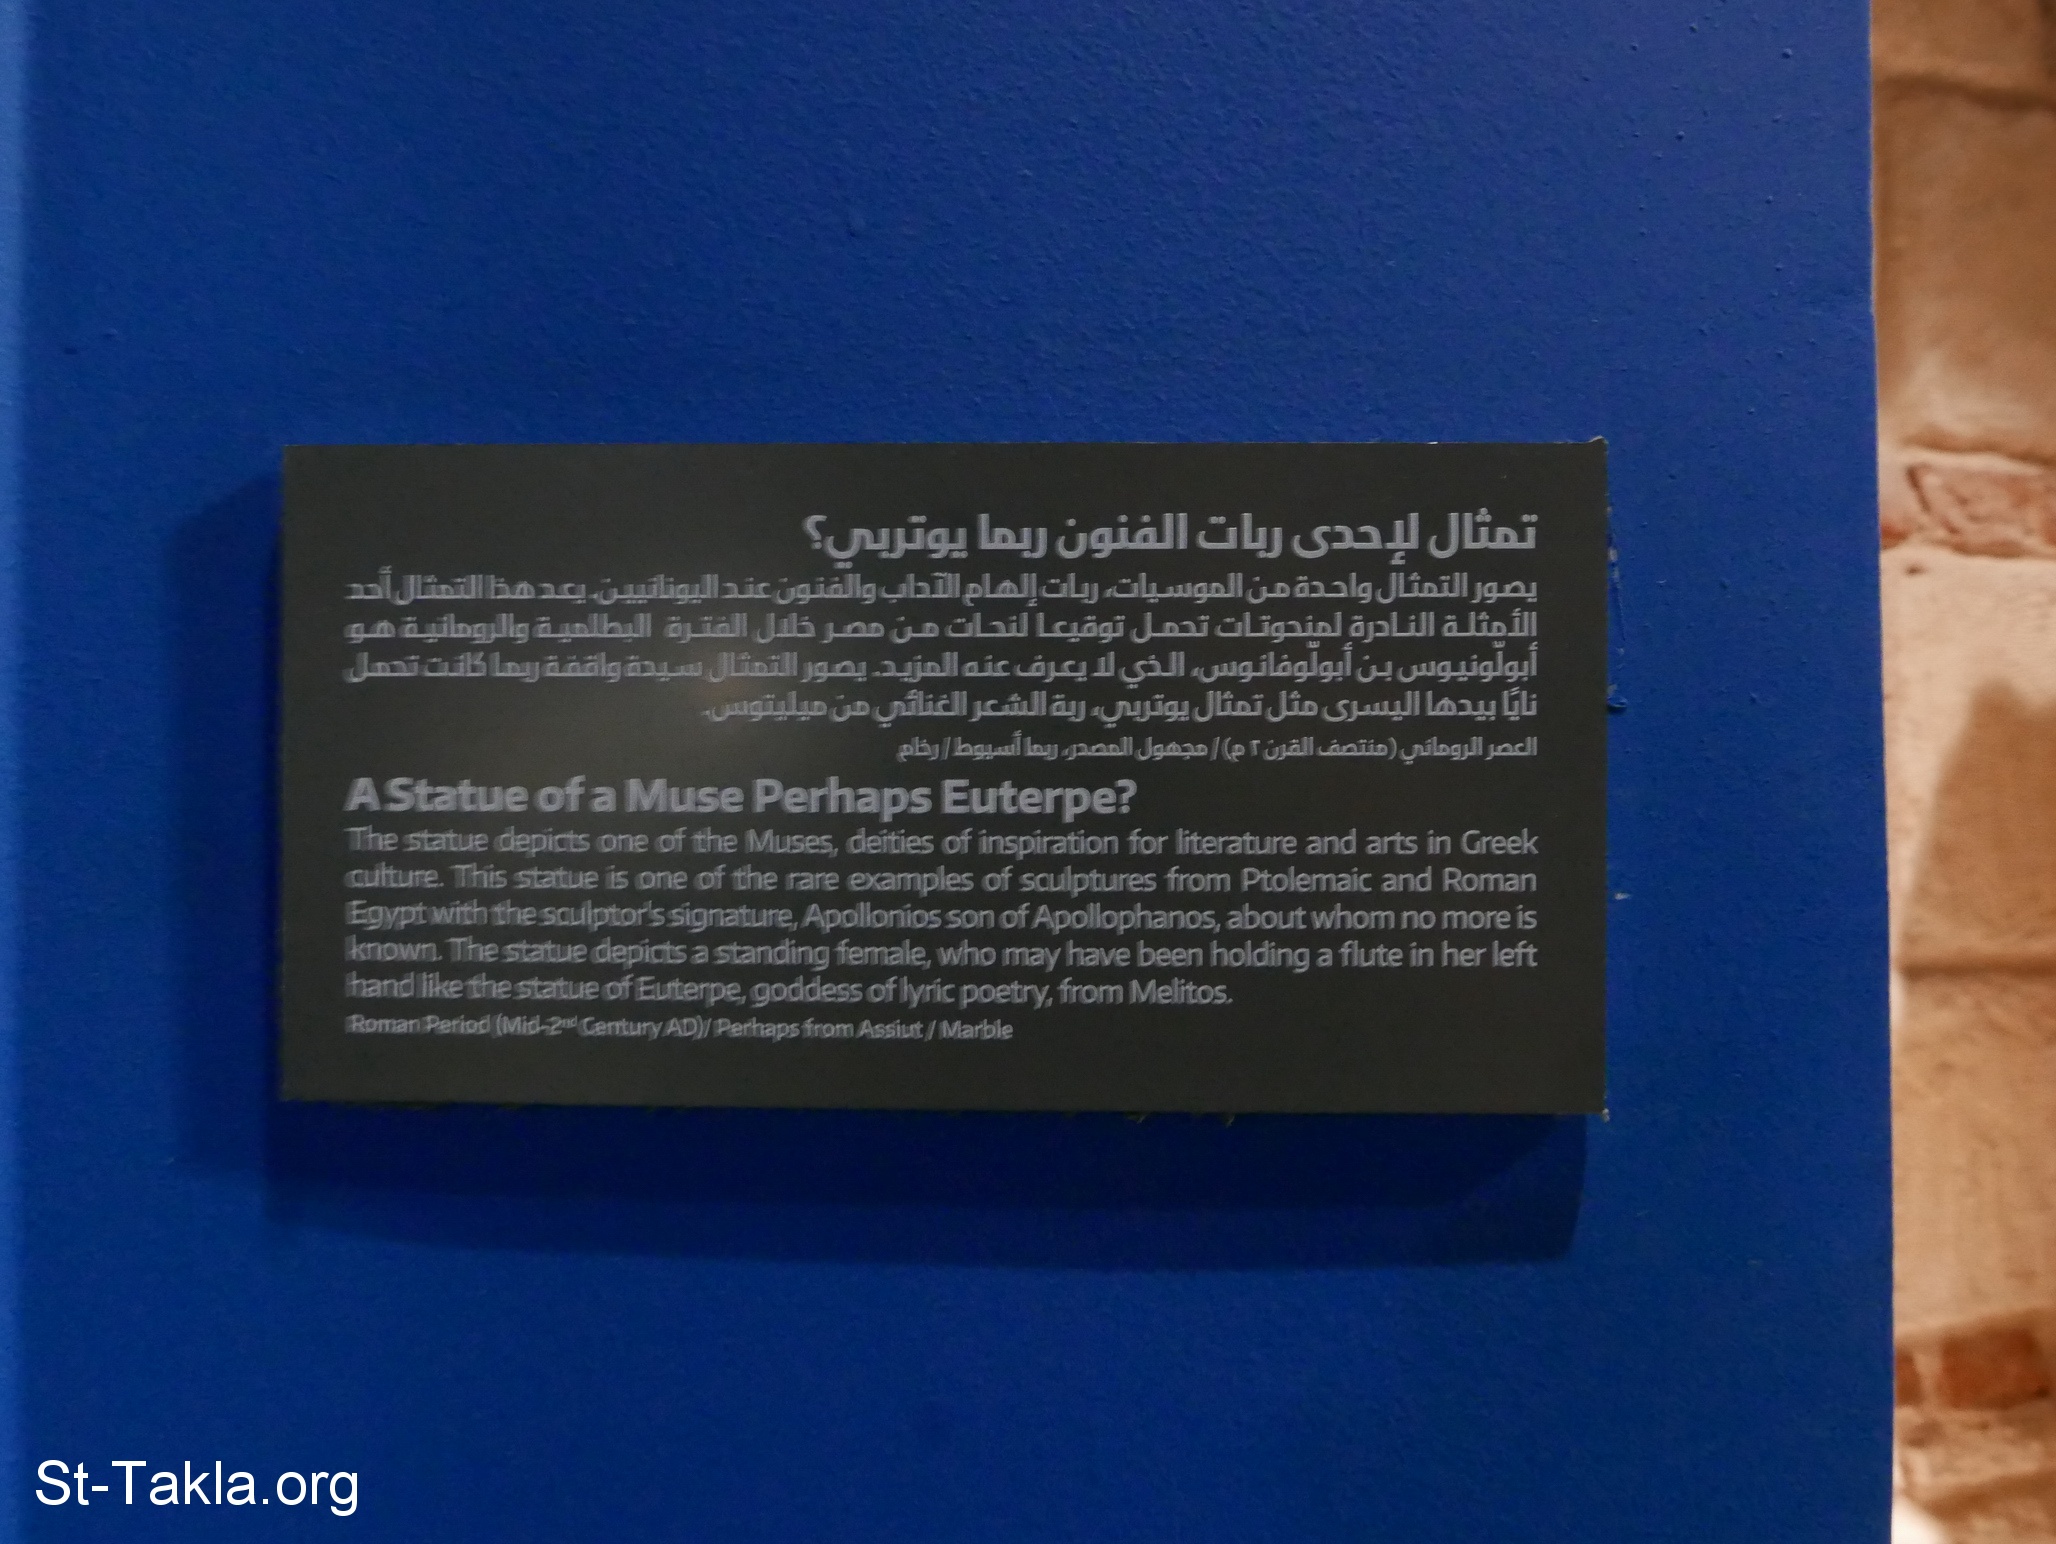 تمثال لإحدى ربات الفنون ربما يوتربي؟
يصور التمثال واحدة من الموسيات، ربات إلهام الآداب والفنون عند اليونانيين. يعد هذا التمثال أحد
الأمثلة النادرة لمنحوتات تحمل توقيعا لنحات من مصر خلال الفترة البطلمية والرومانية هو
أبولّونيوس بن أبولّوفانوس، الذي لا يعرف عنه المزيد. يصور التمثال سيدة واقفة ربما كانت تحمل
نايًا بيدها اليسرى مثل تمثال يوتربي، ربة الشعر الغنائي من ميليتوس.
العصر الروماني (منتصف القرن ٢ م) / مجهول المصدر، ربما أسيوط / رخام
A Statue of a Muse Perhaps Euterpe?
The statue depicts one of the Muses, deities of inspiration for literature and arts in Greek
culture. This statue is one of the rare examples of sculptures from Ptolemaic and Roman
Egypt with the sculptor's signature, Apollonios son of Apollophanos, about whom no more is
known. The statue depicts a standing female, who may have been holding a flute in her left
hand like the statue of Euterpe, goddess of lyric poetry, from Melitos.
Roman Period (Mid-2nd Century AD)/ Perhaps from Assiut / Marble
St-Takla.org